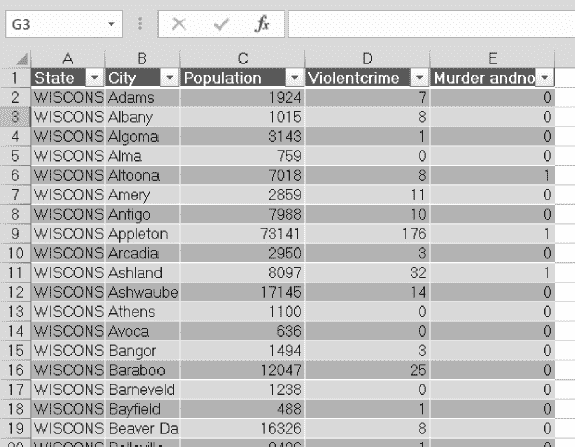 G3 fx
A B C D E
1 State City Population Violentcrime Murder andno
2 WISCONS Adams 1924 7 0
3 WISCONS Albany 1015 8 0
4 WISCONS Algoma 3143 1 0
5 WISCONS Alma 759 0 0
6 WISCONS Altoona 7018 8 1
7 WISCONS Amery 2859 11 0
8 WISCONS Antigo 7988 10 0
9 WISCONS Appleton 73141 176 1
10 WISCONS Arcadia 2950 3 0
11 WISCONS Ashland 8097 32 1
12 WISCONS Ashwaube 17145 14 0
13 WISCONS Athens 1100 0 0
14 WISCONS Avoca 636 0 0
15 WISCONS Bangor 1494 3 0
16 WISCONS Baraboo 12047 25 0
17 WISCONS Barneveld 1238 0 0
18 WISCONS Bayfield 488 1 0
19 WISCONS Beaver Da 16326 8 0